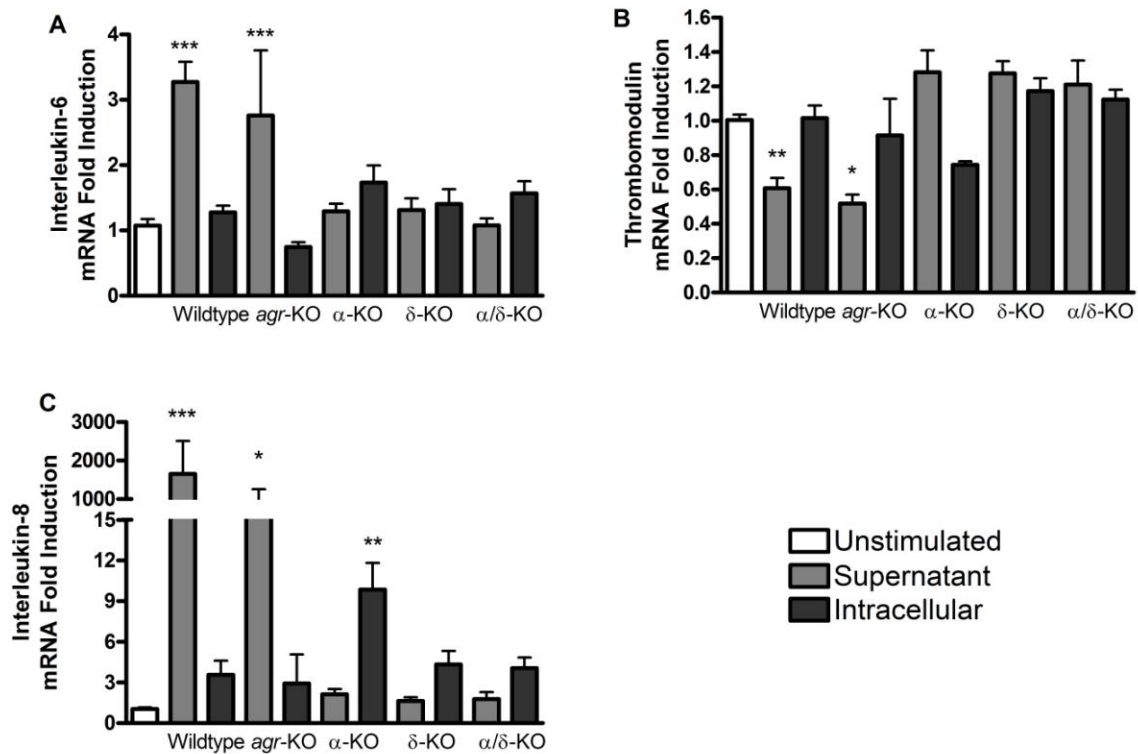 A
Interleukin-6
mRNA Fold Induction
4
3
2
1
0
***
***
Wildtype agr-KO α-KO δ-KO α/δ-KO
B
Thrombomodulin
mRNA Fold Induction
1.6
1.4
1.2
1.0
0.8
0.6
0.4
0.2
0.0
**
*
Wildtype agr-KO α-KO δ-KO α/δ-KO
C
Interleukin-8
mRNA Fold Induction
3000
2000
1000
15
12
9
6
3
0
***
*
**
Wildtype agr-KO α-KO δ-KO α/δ-KO
Unstimulated
Supernatant
Intracellular